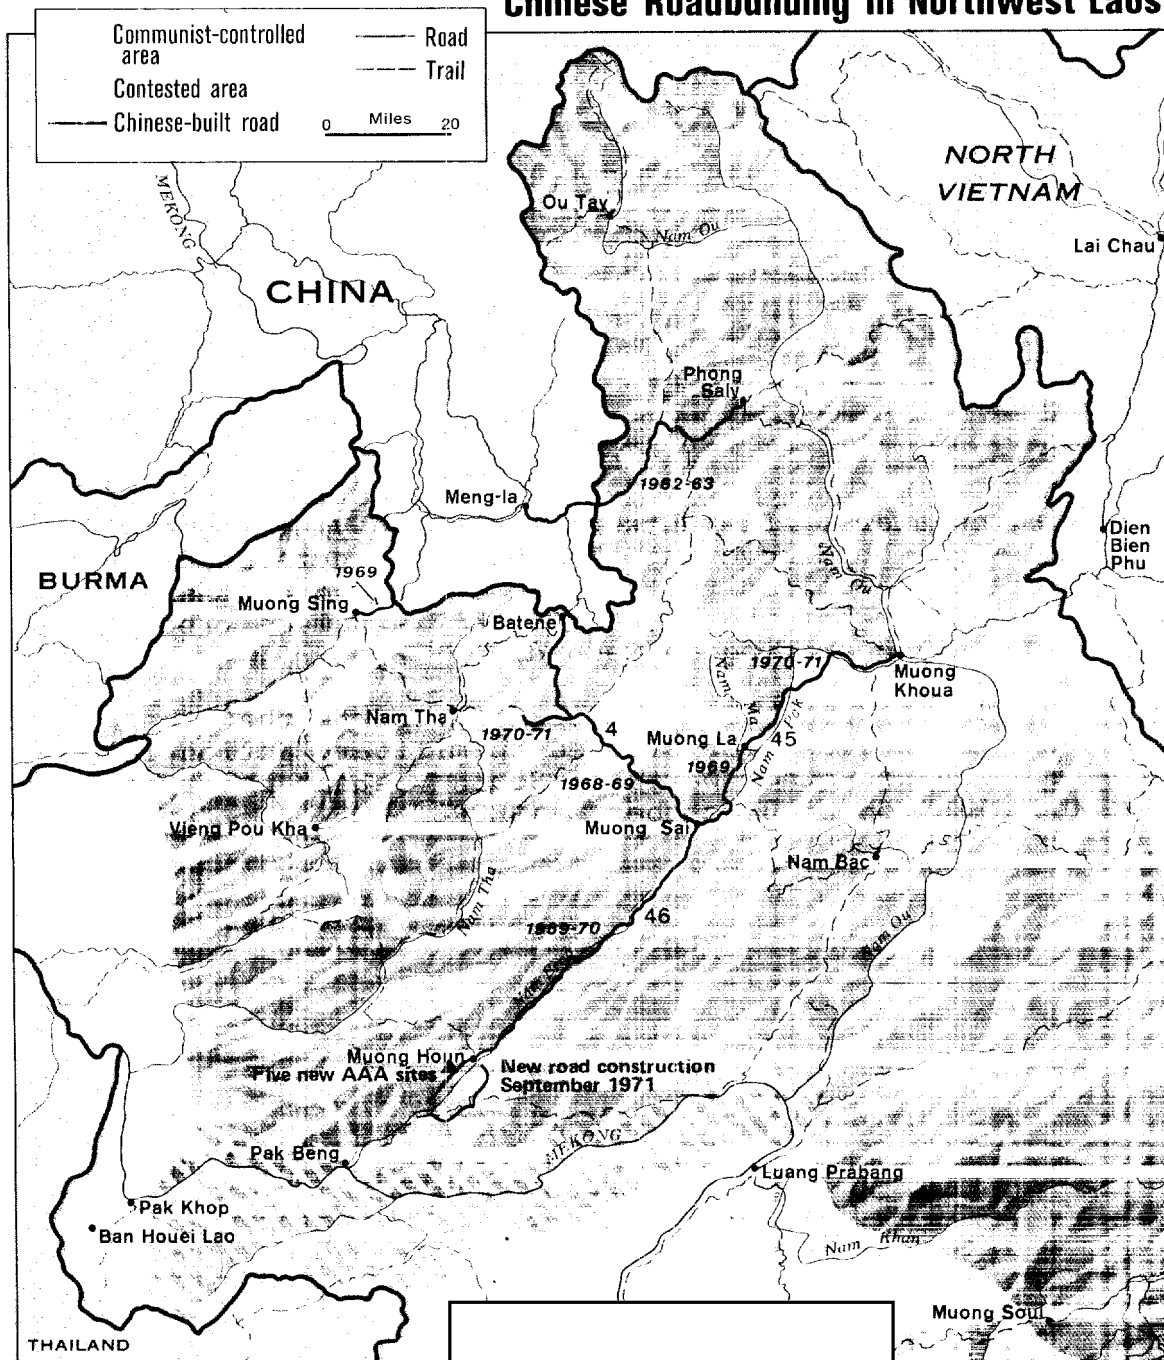 Chinese Roadbuilding in Northwest Laos
Communist-controlled
area
Contested area
Chinese-built road
Road
Trail
0 Miles 20
MEKONG
CHINA
NORTH
VIETNAM
Lai Chau
Ou Tay
Nam Ou
Phong
Saly
1962-63
Meng-la
Dien
Bien
Phu
Nam Ou
BURMA
1969
Muong Sing
Batene
1970-71
Muong
Khoua
Nam Tha
1970-71
4
Muong La
Nam
Nam Pak
45
1969
1968-69
Vieng Pou Kha
Muong Sai
Nam Bac
Nam Tha
46
1969-70
Nam Ou
Muong Houn
Five new AAA sites
New road construction
September 1971
Pak Beng
MEKONG
Luang Prabang
Pak Khop
Ban Houei Lao
Nam Khan
Muong Soui
THAILAND